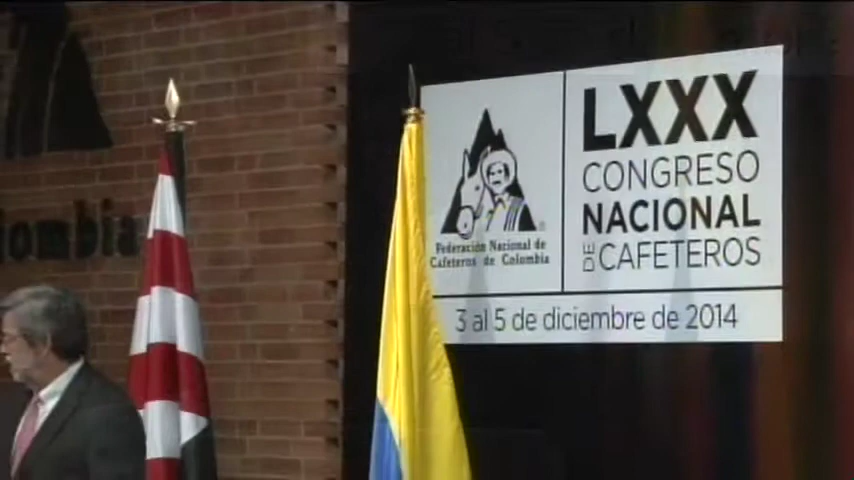 LXXX
CONGRESO
NACIONAL
DE CAFETEROS
Federación Nacional de
Cafeteros de Colombia
3 al 5 de diciembre de 2014